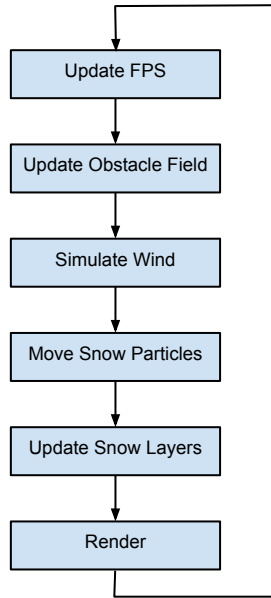 Update FPS
Update Obstacle Field
Simulate Wind
Move Snow Particles
Update Snow Layers
Render